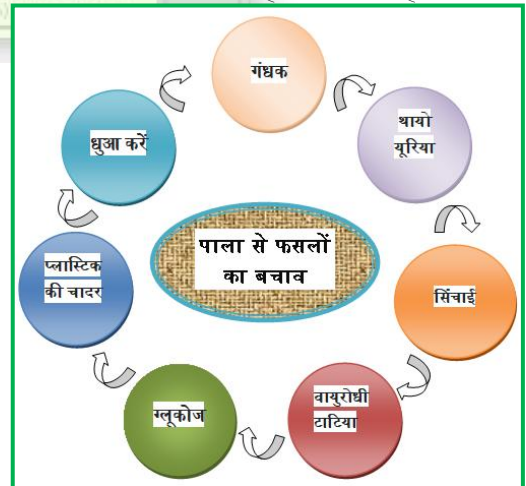 गंधक
थायो
यूरिया
सिंचाई
वायुरोधी
टाटिया
ग्लूकोज
प्लास्टिक
की चादर
धुआ करें
पाला से फसलों
का बचाव